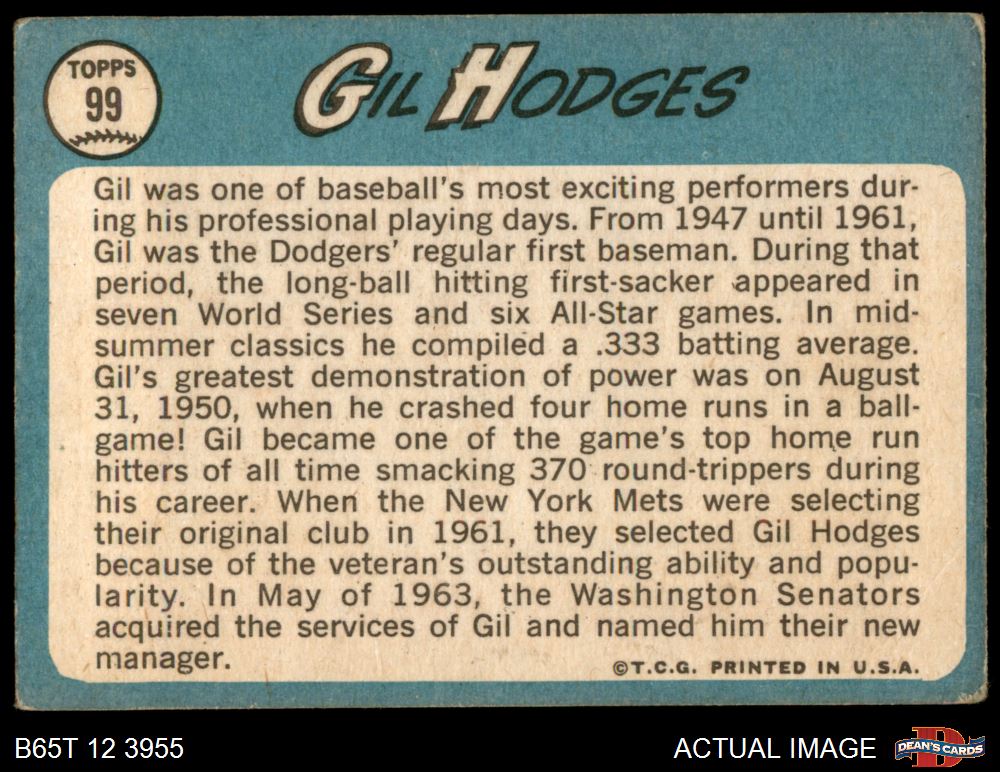 TOPPS
99
GIL HODGES
Gil was one of baseball's most exciting performers dur-
ing his professional playing days. From 1947 until 1961,
Gil was the Dodgers' regular first baseman. During that
period, the long-ball hitting first-sacker appeared in
seven World Series and six All-Star games. In mid-
summer classics he compiled a .333 batting average.
Gil's greatest demonstration of power was on August
31, 1950, when he crashed four home runs in a ball-
game! Gil became one of the game's top home run
hitters of all time smacking 370 round-trippers during
his career. When the New York Mets were selecting
their original club in 1961, they selected Gil Hodges
because of the veteran's outstanding ability and popu-
larity. In May of 1963, the Washington Senators
acquired the services of Gil and named him their new
manager.
©T.C.G. PRINTED IN U.S.A.
B65T 12 3955
ACTUAL IMAGE
D
DEAN'S CARDS